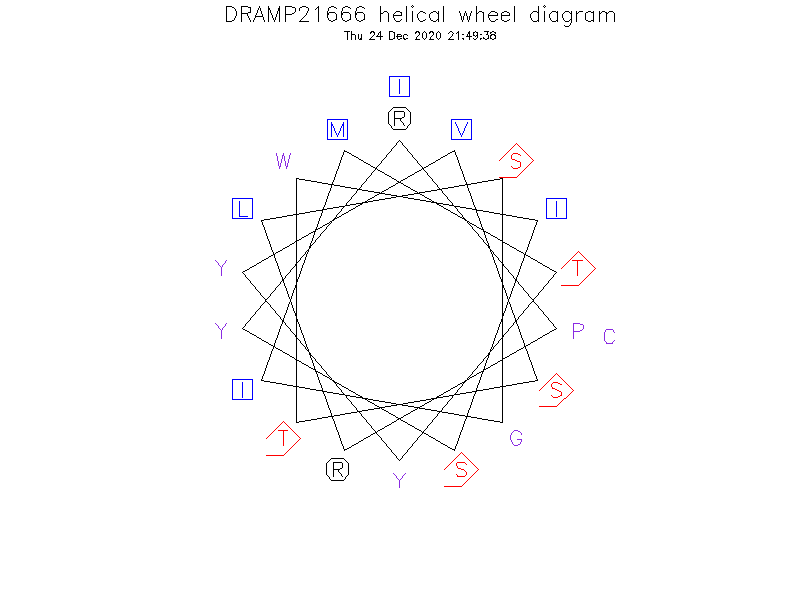 DRAMP21666 helical wheel diagram
Thu 24 Dec 2020 21:49:38
I
R
M V
W S
L I
Y T
Y P C
I S
T G
R Y S